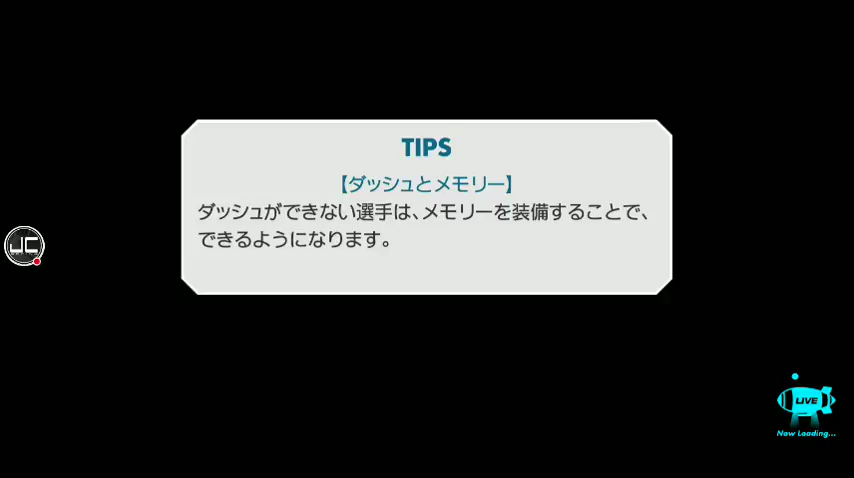 TIPS
【ダッシュとメモリー】
ダッシュができない選手は、メモリーを装備することで、
できるようになります。
JC
LIVE
Now Loading...